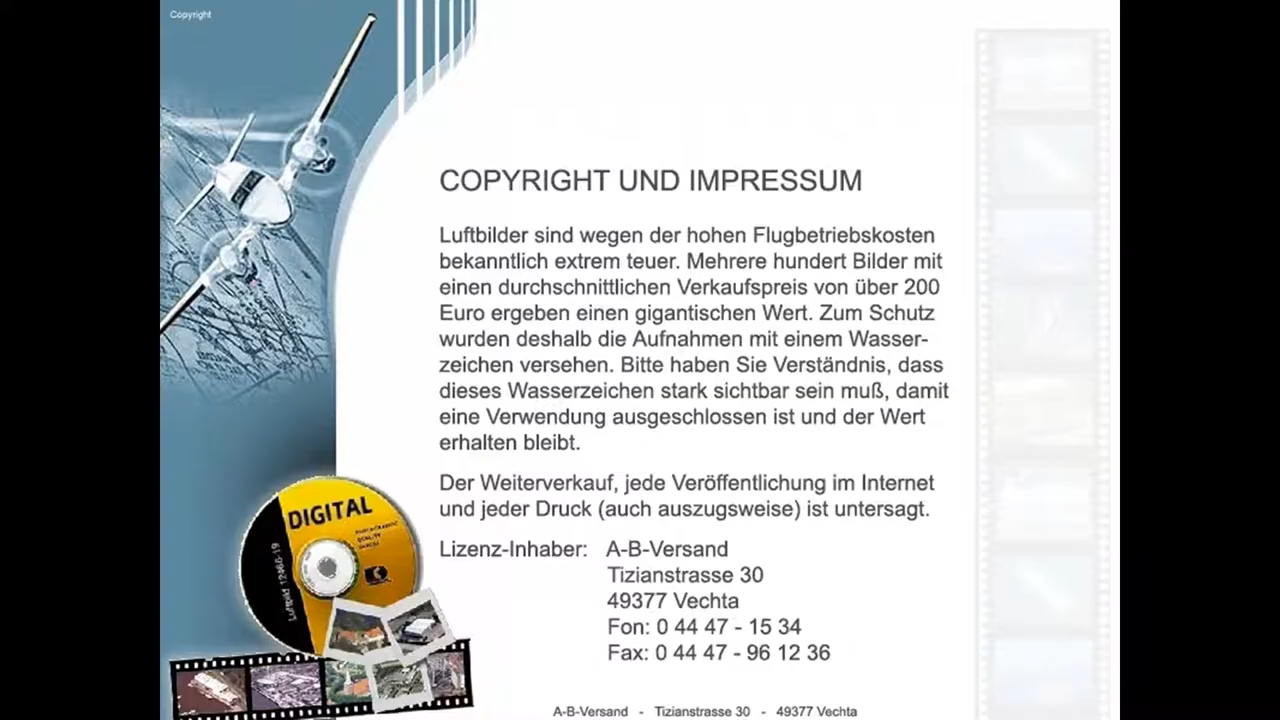 Copyright
COPYRIGHT UND IMPRESSUM
Luftbilder sind wegen der hohen Flugbetriebskosten
bekanntlich extrem teuer. Mehrere hundert Bilder mit
einen durchschnittlichen Verkaufspreis von über 200
Euro ergeben einen gigantischen Wert. Zum Schutz
wurden deshalb die Aufnahmen mit einem Wasser-
zeichen versehen. Bitte haben Sie Verständnis, dass
dieses Wasserzeichen stark sichtbar sein muß, damit
eine Verwendung ausgeschlossen ist und der Wert
erhalten bleibt.
Der Weiterverkauf, jede Veröffentlichung im Internet
und jeder Druck (auch auszugsweise) ist untersagt.
Lizenz-Inhaber: A-B-Versand
Tizianstrasse 30
49377 Vechta
Fon: 0 44 47 - 15 34
Fax: 0 44 47 - 96 12 36
DIGITAL
A-B-Versand - Tizianstrasse 30 - 49377 Vechta